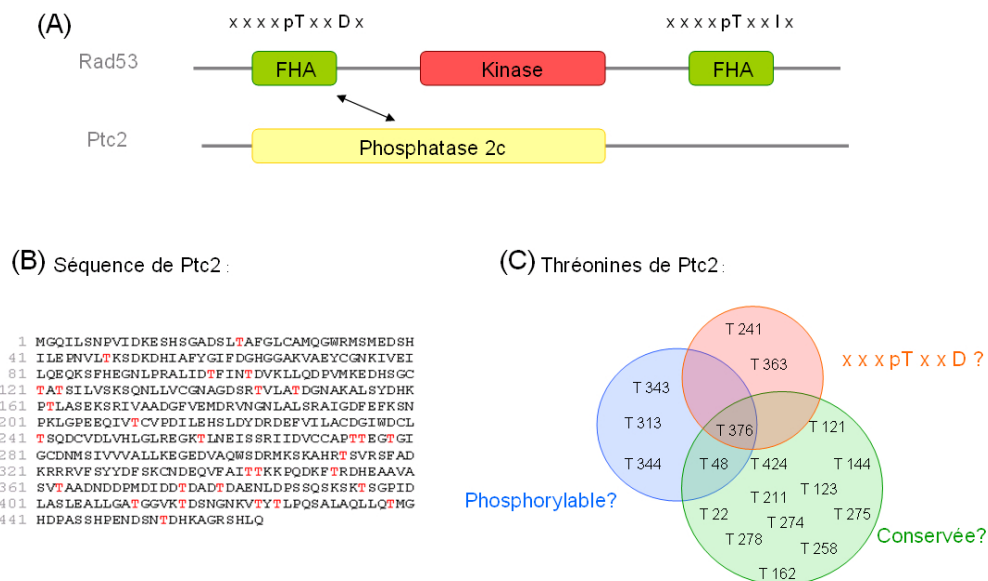 (A)
x x x x pT x x D x
x x x x pT x x I x
Rad53
FHA
Kinase
FHA
Ptc2
Phosphatase 2c
(B) Séquence de Ptc2 :
1 MGQILSNPVIDKESHSGADSLTAFGLCAMQGWRMSMEDSH
41 ILEPNVLTKSDKDHIAFYGIFDGHGGAKVAEYCGNKIVEI
81 LQEQKSFHEGNLPRALIDTFINTDVKLLQDPVMKEDHSGC
121 TATSILVSKSQNLLVCGNAGDSRTVLATDGNAKALSYDHK
161 PTLASEKSRIVAADGFVEMDRVNGNLALSRAIGDFEFKSN
201 PKLGPEEQIVTCVPDILEHSLDYDRDEFVILACDGIWDCL
241 TSQDCVDLVHLGLREGKTLNEISSRIIDVCCAPTTEGTGI
281 GCDNMSIVVVALLKEGEDVAQWSDRMKSKAHRTSVRSFAD
321 KRRRVFSYYDFSKCNDEQVFAITTKKPQDKFTRDHEAAVA
361 SVTAADNDDPMDIDDTDADTDAENLDPSSQSKSKTSGPID
401 LASLEALLGATGGVKTDSNGNKVTYTLPQSALAQLLQTMG
441 HDPASSHPENDSNTDHKAGRSHLQ
(C) Thréonines de Ptc2 :
T 241
T 363
x x x pT x x D ?
T 343
T 313
T 376
T 121
T 344
T 48
T 424
T 144
Phosphorylable?
T 211
T 123
T 22
T 274
T 275
Conservée?
T 278
T 258
T 162